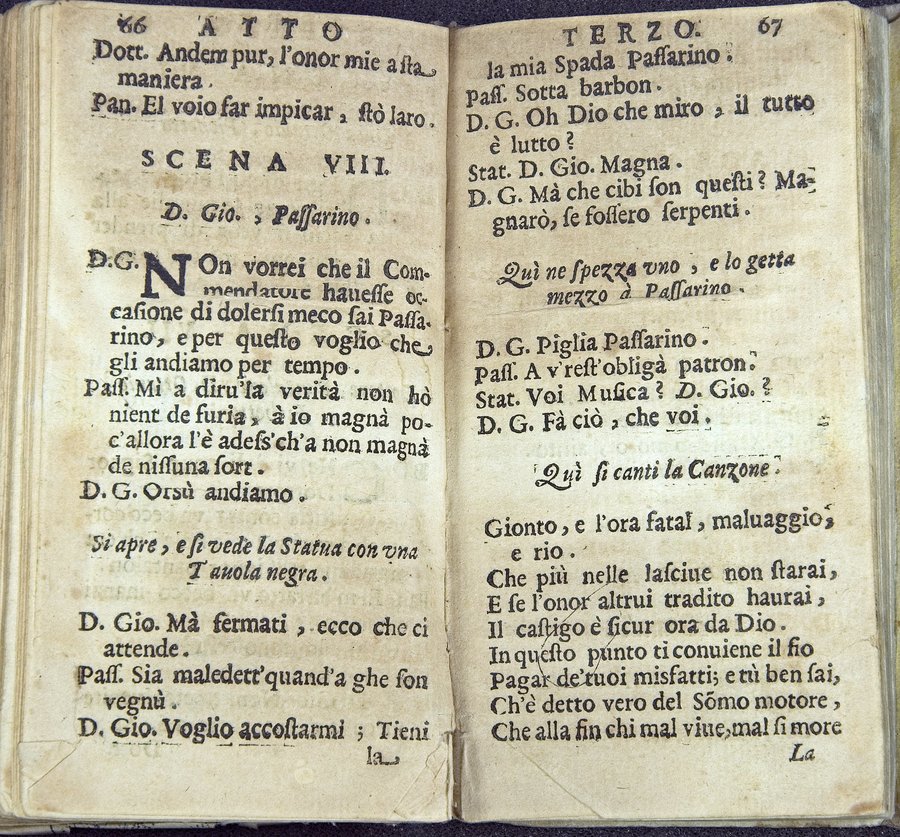 66 ATTO
Dott. Andem pur, l'onor mie a sta
maniera.
Pan. El voio far impicar, stò laro.
SCENA VIII.
D. Gio., Passarino.
D.G. NOn vorrei che il Com-
mendatore hauesse oc-
casione di dolersi meco sai Passa-
rino, e per questo voglio che
gli andiamo per tempo.
Pass. Mì a diru'la verità non hò
nient de furia, à io magnà po-
c'allora l'è adess'ch'a non magnà
de nissuna sort.
D. G. Orsù andiamo.
Si apre, e si vede la Statua con vna
Tauola negra.
D. Gio. Mà fermati, ecco che ci
attende.
Pass. Sia maledett'quand'a ghe son
vegnù.
D. Gio. Voglio accostarmi; Tieni
la
TERZO. 67
la mia Spada Passarino.
Pass. Sotta barbon.
D. G. Oh Dio che miro, il tutto
è lutto?
Stat. D. Gio. Magna.
D. G. Mà che cibi son questi? Ma-
gnarò, se fossero serpenti.
Quì ne spezza vno, e lo getta
mezzo à Passarino.
D. G. Piglia Passarino.
Pass. A v'rest'obligà patron.
Stat. Voi Musica? D. Gio.?
D. G. Fà ciò, che voi.
Quì si canti la Canzone.
Gionto, e l'ora fatal, maluaggio,
e rio.
Che più nelle lasciue non starai,
E se l'onor altrui tradito haurai,
Il castigo è sicur ora da Dio.
In questo punto ti conuiene il fio
Pagar de'tuoi misfatti; e tù ben sai,
Ch'è detto vero del Sõmo motore,
Che alla fin chi mal viue, mal si more
La